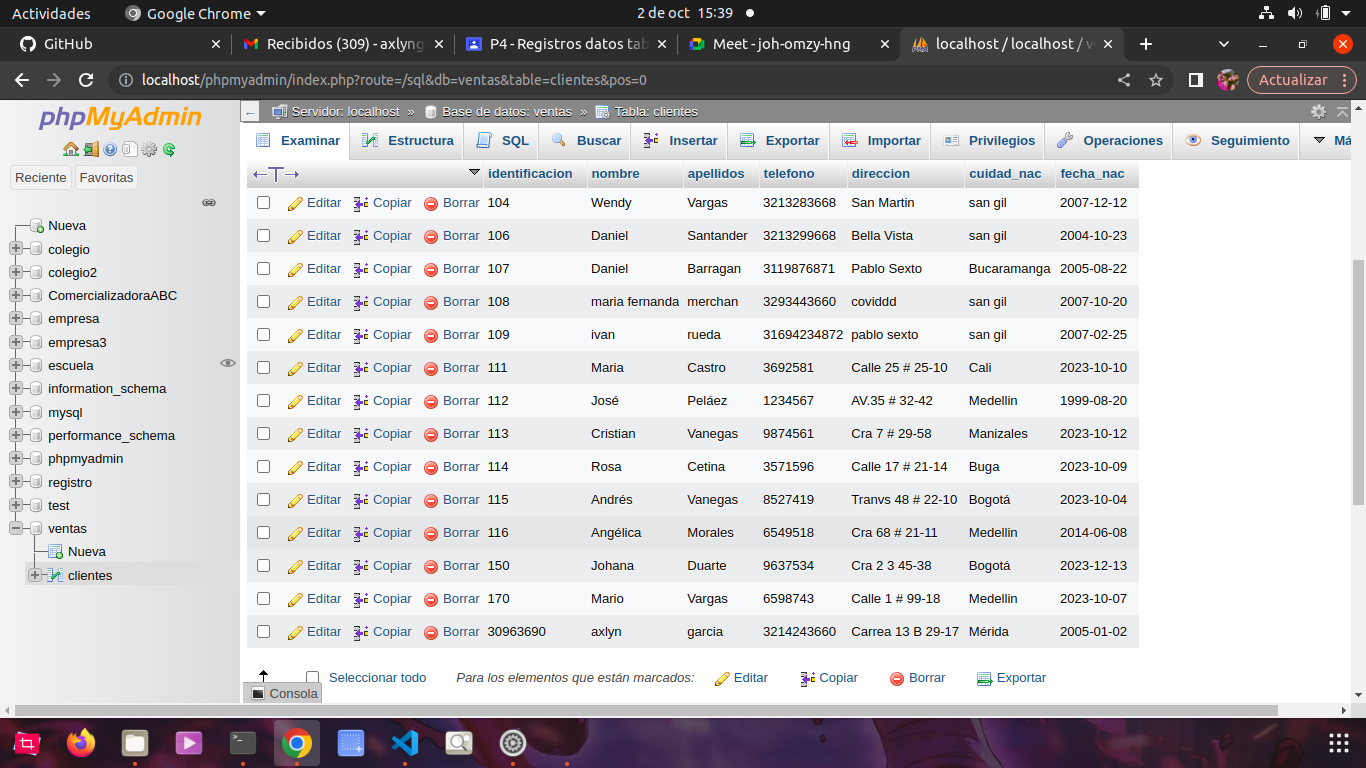 Actividades Google Chrome 2 de oct 15:39
GitHub Recibidos (309) - axlyng P4 - Registros datos tab Meet - joh-omzy-hng localhost / localhost / v
localhost/phpmyadmin/index.php?route=/sql&db=ventas&table=clientes&pos=0 Actualizar
phpMyAdmin
Reciente Favoritas
Nueva
colegio
colegio2
ComercializadoraABC
empresa
empresa3
escuela
information_schema
mysql
performance_schema
phpmyadmin
registro
test
ventas
Nueva
clientes
Servidor: localhost » Base de datos: ventas » Tabla: clientes
Examinar Estructura SQL Buscar Insertar Exportar Importar Privilegios Operaciones Seguimiento Má
identificacion nombre apellidos telefono direccion cuidad_nac fecha_nac
Editar Copiar Borrar 104 Wendy Vargas 3213283668 San Martin san gil 2007-12-12
Editar Copiar Borrar 106 Daniel Santander 3213299668 Bella Vista san gil 2004-10-23
Editar Copiar Borrar 107 Daniel Barragan 3119876871 Pablo Sexto Bucaramanga 2005-08-22
Editar Copiar Borrar 108 maria fernanda merchan 3293443660 coviddd san gil 2007-10-20
Editar Copiar Borrar 109 ivan rueda 31694234872 pablo sexto san gil 2007-02-25
Editar Copiar Borrar 111 Maria Castro 3692581 Calle 25 # 25-10 Cali 2023-10-10
Editar Copiar Borrar 112 José Peláez 1234567 AV.35 # 32-42 Medellin 1999-08-20
Editar Copiar Borrar 113 Cristian Vanegas 9874561 Cra 7 # 29-58 Manizales 2023-10-12
Editar Copiar Borrar 114 Rosa Cetina 3571596 Calle 17 # 21-14 Buga 2023-10-09
Editar Copiar Borrar 115 Andrés Vanegas 8527419 Tranvs 48 # 22-10 Bogotá 2023-10-04
Editar Copiar Borrar 116 Angélica Morales 6549518 Cra 68 # 21-11 Medellin 2014-06-08
Editar Copiar Borrar 150 Johana Duarte 9637534 Cra 2 3 45-38 Bogotá 2023-12-13
Editar Copiar Borrar 170 Mario Vargas 6598743 Calle 1 # 99-18 Medellin 2023-10-07
Editar Copiar Borrar 30963690 axlyn garcia 3214243660 Carrea 13 B 29-17 Mérida 2005-01-02
Seleccionar todo Para los elementos que están marcados: Editar Copiar Borrar Exportar
Consola